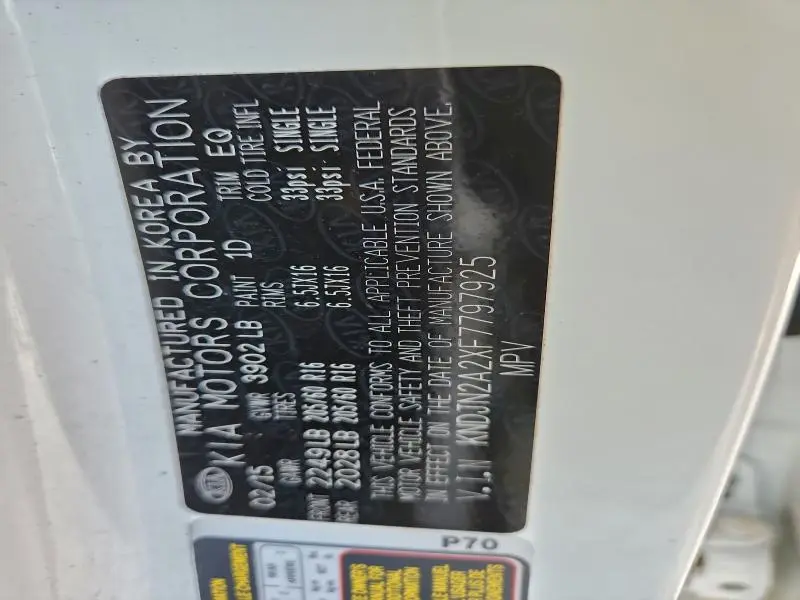 MANUFACTURED IN KOREA BY
KIA KIA MOTORS CORPORATION
02/15 GVWR 3902 LB PAINT 1D TRIM EQ
GAWR TIRES RIMS COLD TIRE INFL
FRONT 2249LB 205/60 R16 6.5JX16 33psi SINGLE
REAR 2028LB 205/60 R16 6.5JX16 33psi SINGLE
THIS VEHICLE CONFORMS TO ALL APPLICABLE U.S.A. FEDERAL
MOTOR VEHICLE SAFETY AND THEFT PREVENTION STANDARDS
IN EFFECT ON THE DATE OF MANUFACTURE SHOWN ABOVE.
V.I.N KNDJN2A2XF7797925
MPV
P70